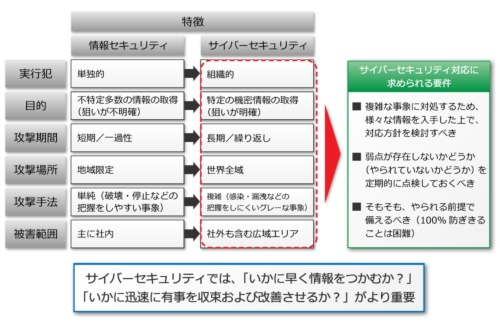 特徴
情報セキュリティ
サイバーセキュリティ
実行犯
単独的
組織的
目的
不特定多数の情報の取得
(狙いが不明確)
特定の機密情報の取得
(狙いが明確)
攻撃期間
短期/一過性
長期/繰り返し
攻撃場所
地域限定
世界全域
攻撃手法
単純(破壊・停止などの
把握をしやすい事象)
複雑(感染・漏洩などの
把握をしにくいグレーな事象)
被害範囲
主に社内
社外も含む広域エリア
サイバーセキュリティ対応に
求められる要件
■ 複雑な事象に対処するため、
様々な情報を入手した上で、
対応方針を検討すべき
■ 弱点が存在しないかどうか
(やられていないかどうか)を
定期的に点検しておくべき
■ そもそも、やられる前提で
備えるべき(100% 防ぎきる
ことは困難)
サイバーセキュリティでは、「いかに早く情報をつかむか?」
「いかに迅速に有事を収束および改善させるか?」がより重要